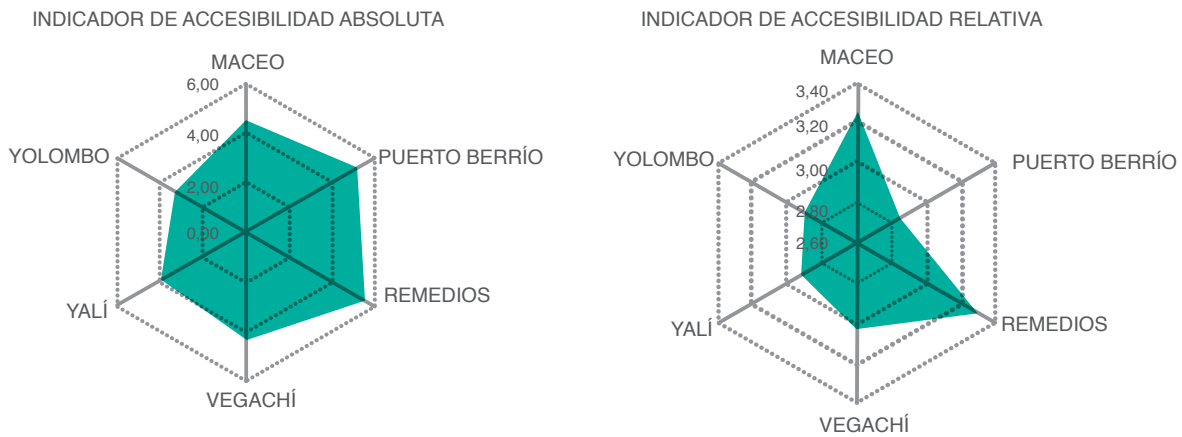 INDICADOR DE ACCESIBILIDAD ABSOLUTA
MACEO
6,00
4,00
2,00
0,00
YOLOMBO
PUERTO BERRÍO
YALÍ
REMEDIOS
VEGACHÍ
INDICADOR DE ACCESIBILIDAD RELATIVA
MACEO
3,40
3,20
3,00
2,80
2,60
YOLOMBO
PUERTO BERRÍO
YALÍ
REMEDIOS
VEGACHÍ